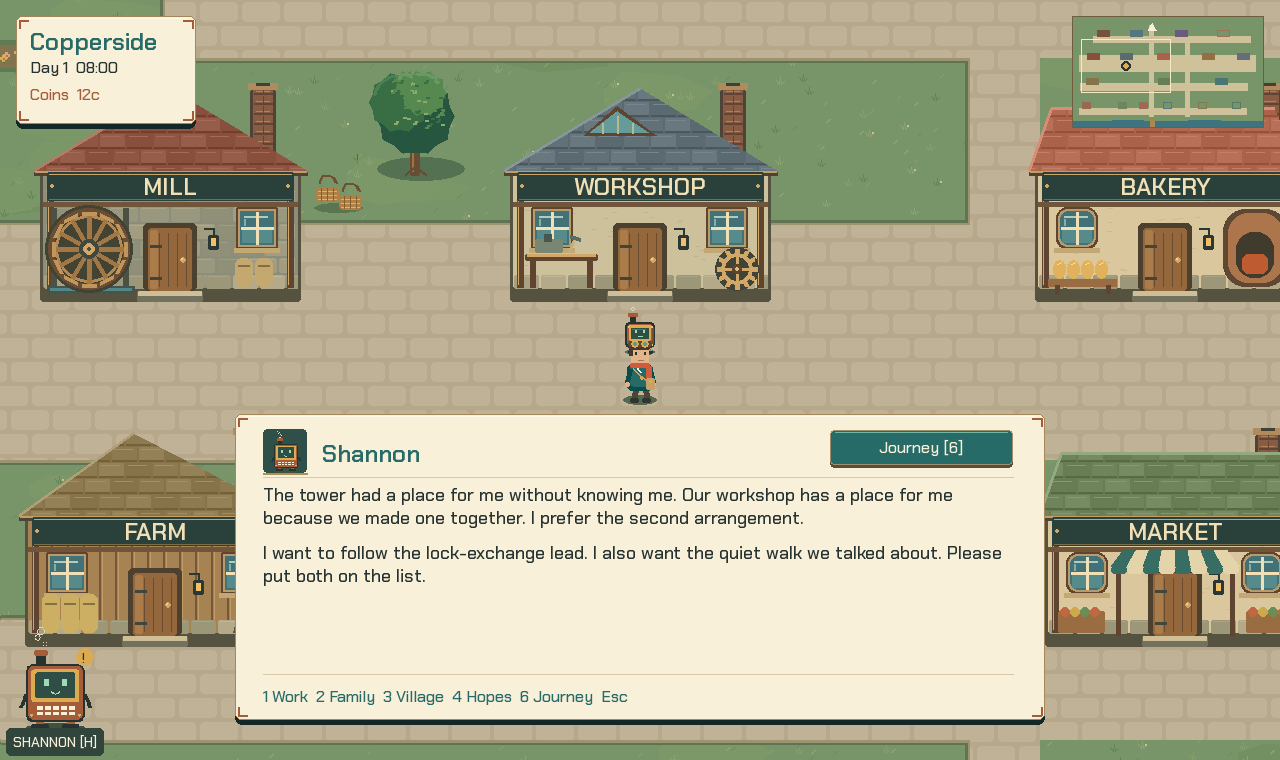 Copperside
Day 1 08:00
Coins 12c
MILL
WORKSHOP
BAKERY
FARM
MARKET
Shannon
Journey [6]
The tower had a place for me without knowing me. Our workshop has a place for me
because we made one together. I prefer the second arrangement.
I want to follow the lock-exchange lead. I also want the quiet walk we talked about. Please
put both on the list.
1 Work 2 Family 3 Village 4 Hopes 6 Journey Esc
!
SHANNON [H]